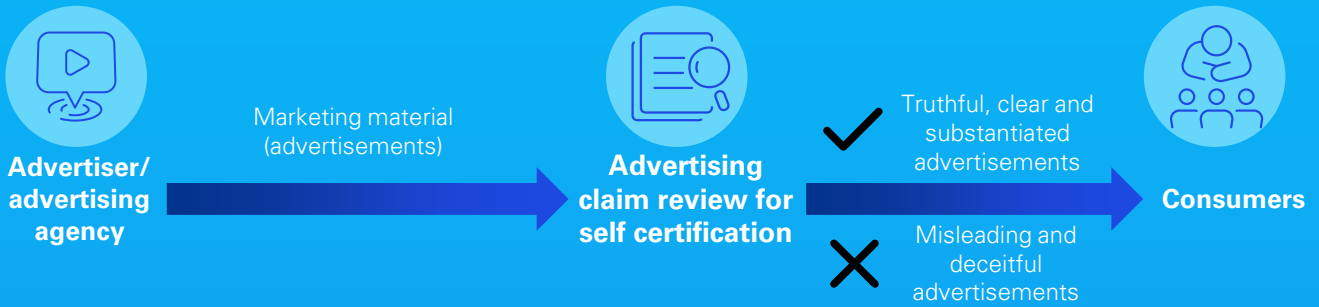 Advertiser/
advertising
agency
Marketing material
(advertisements)
Advertising
claim review for
self certification
Truthful, clear and
substantiated
advertisements
Misleading and
deceitful
advertisements
Consumers